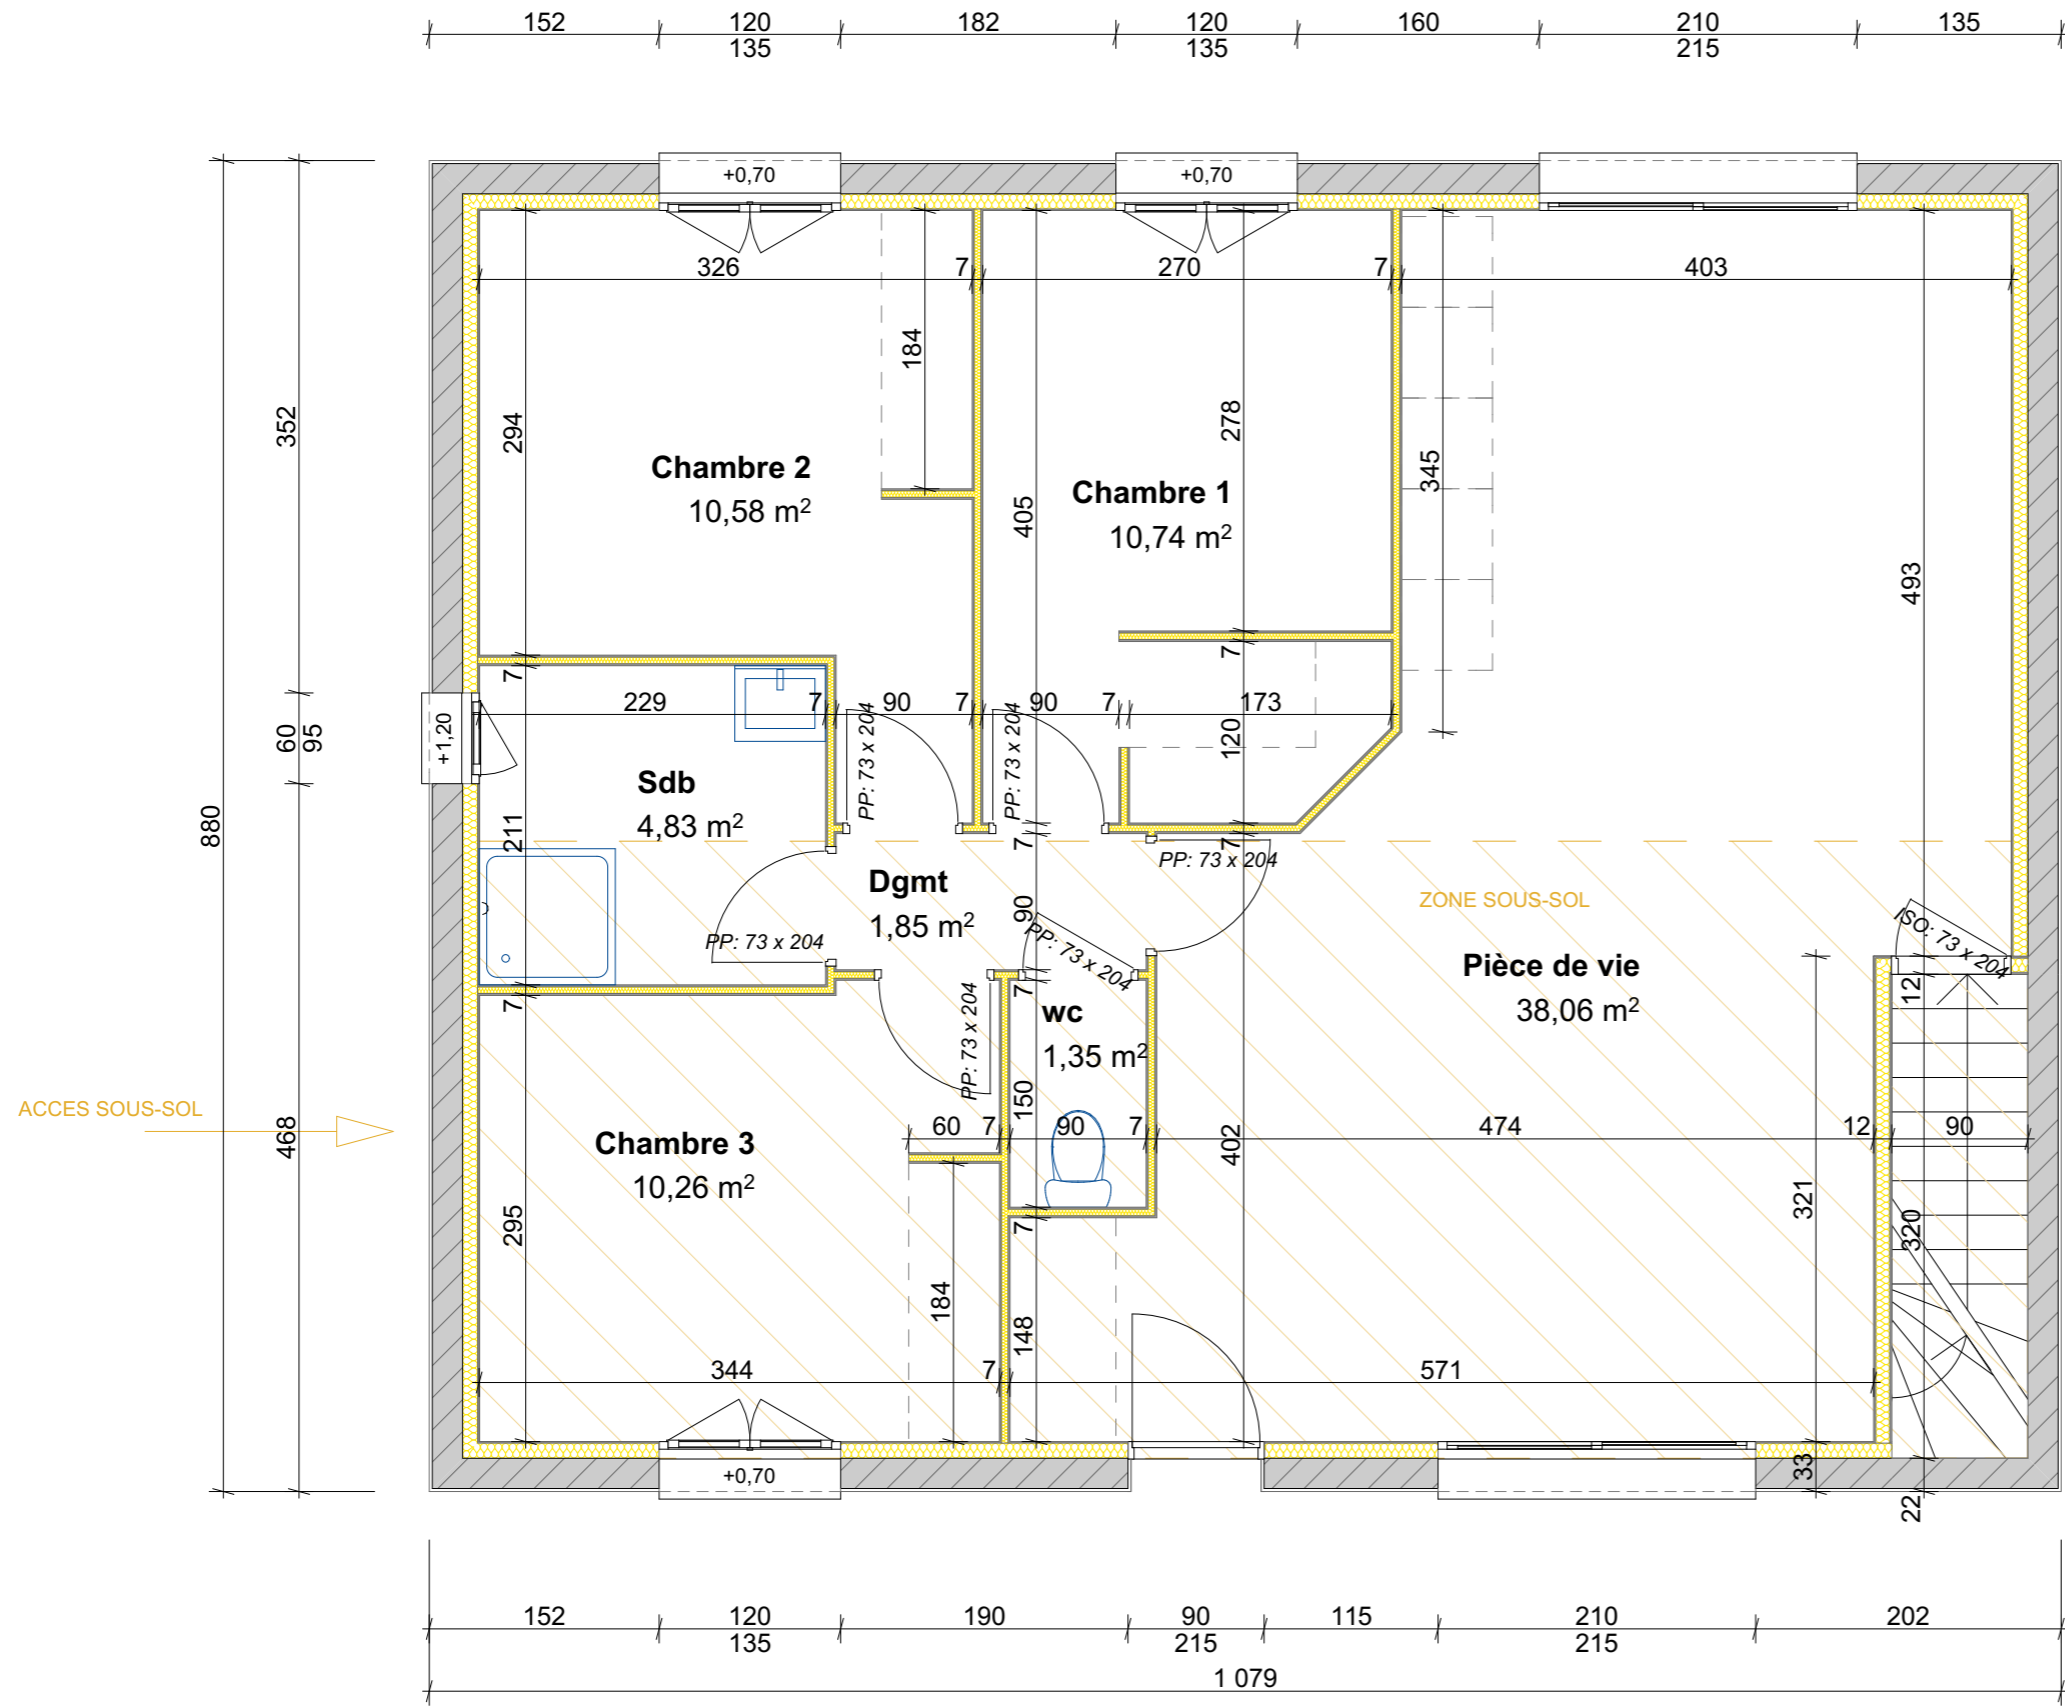 152 120 182 120 160 210 135
135 135 215
+0,70 +0,70
326 7 270 7 403
184
352
294
278
345
405
493
Chambre 2
10,58 m²
Chambre 1
10,74 m²
7 7
229 7 90 7 90 7 173
+1,20
60
95
120
PP: 73 x 204
PP: 73 x 204
Sdb
4,83 m²
880
211
7 7
PP: 73 x 204
Dgmt
1,85 m²
90
ZONE SOUS-SOL
PP: 73 x 204
PP: 73 x 204
ISO: 73 x 204
Pièce de vie
38,06 m²
7 7 12
PP: 73 x 204
wc
1,35 m²
ACCES SOUS-SOL
468
150
60 7 90 7 474 12 90
402
Chambre 3
10,26 m²
295
7
321
320
184
148
344 7 571
+0,70
33
22
152 120 190 90 115 210 202
135 215 215
1 079